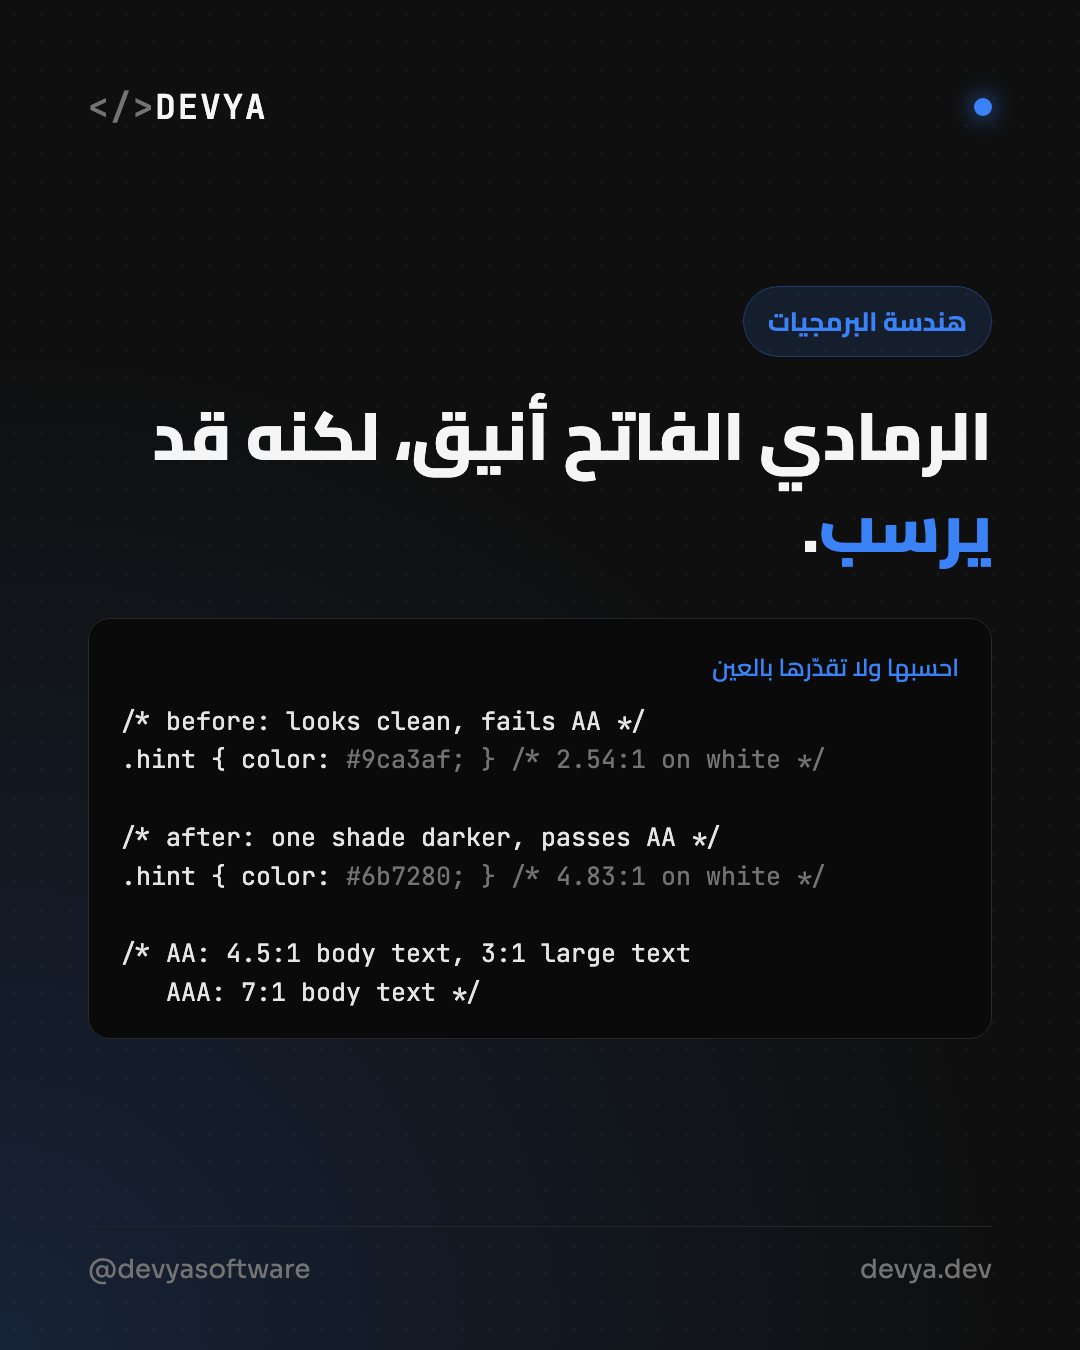 </>DEVYA
هندسة البرمجيات
الرمادي الفاتح أنيق، لكنه قد
يرسب.
احسبها ولا تقدّرها بالعين
/* before: looks clean, fails AA */
.hint { color: #9ca3af; } /* 2.54:1 on white */
/* after: one shade darker, passes AA */
.hint { color: #6b7280; } /* 4.83:1 on white */
/* AA: 4.5:1 body text, 3:1 large text
AAA: 7:1 body text */
@devyasoftware
devya.dev